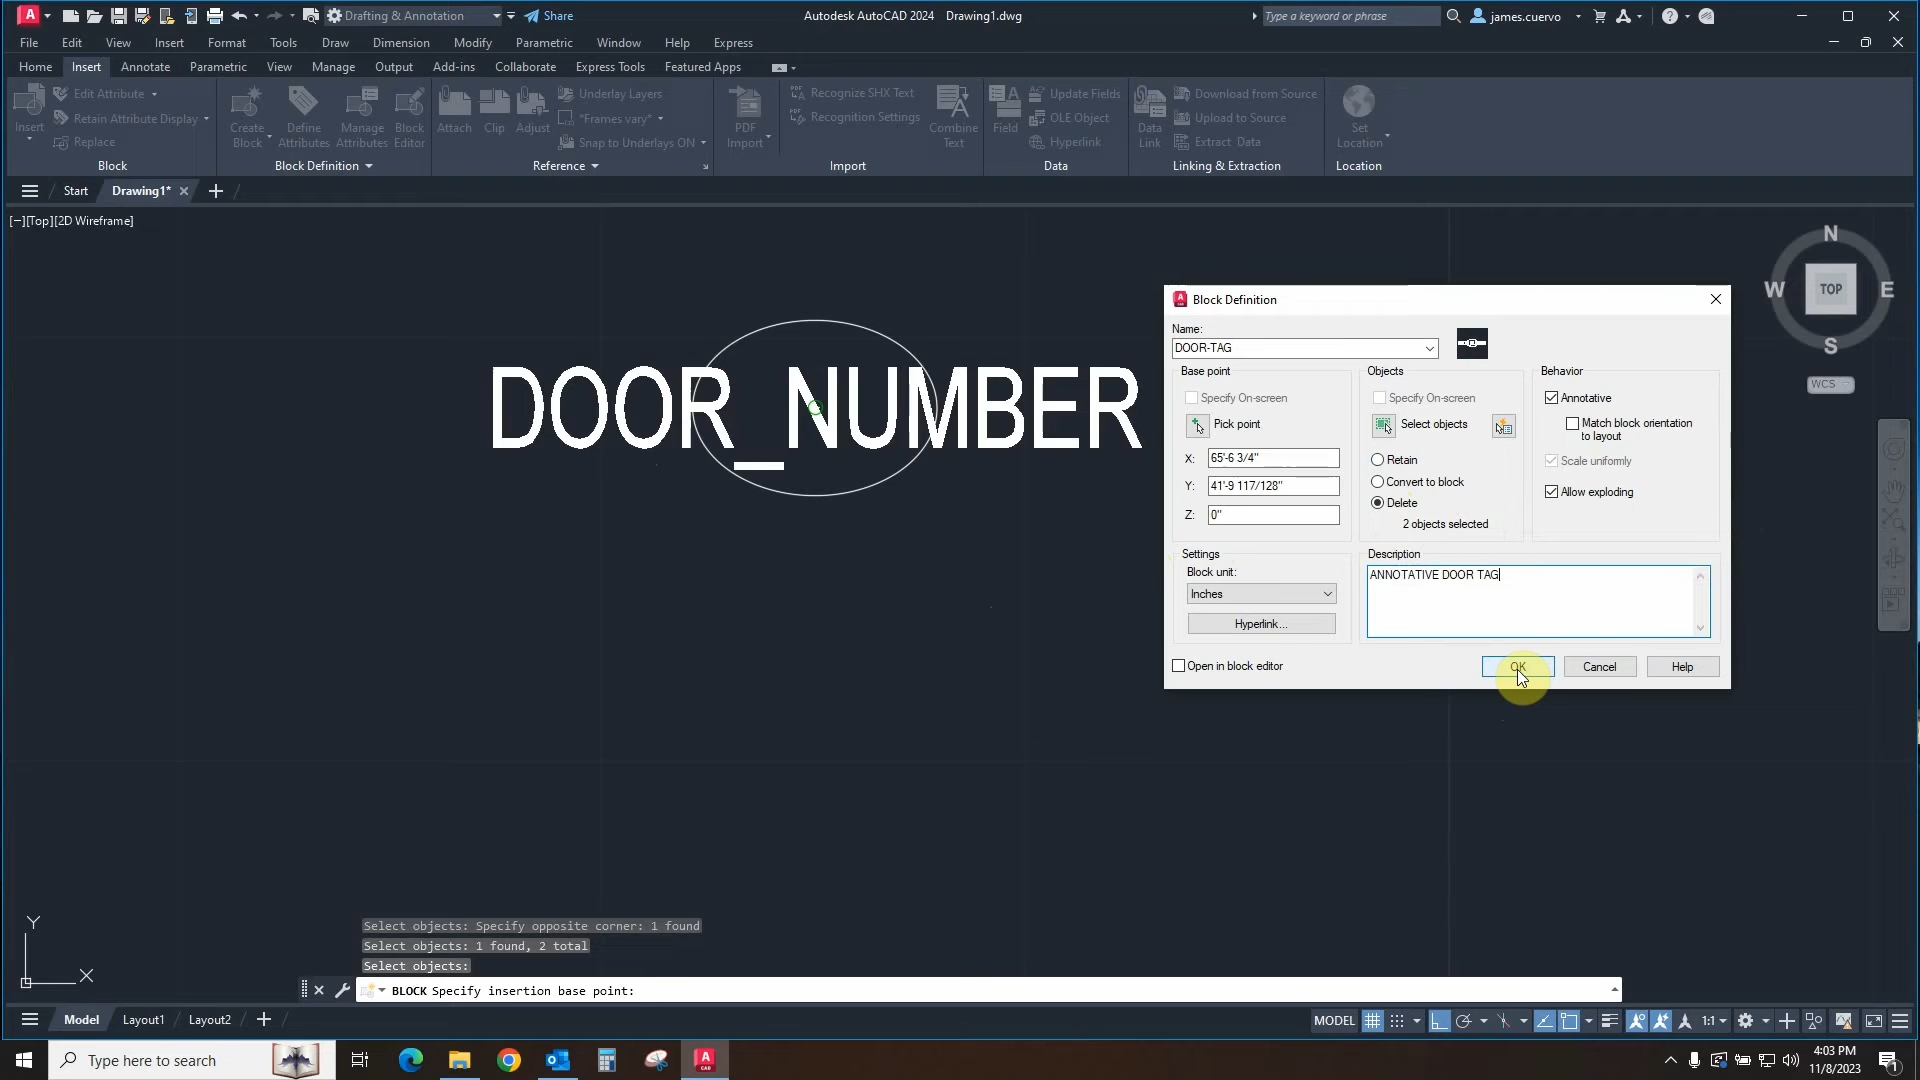 Drafting & Annotation
Share
Autodesk AutoCAD 2024 Drawing1.dwg
Type a keyword or phrase
james.cuervo
File Edit View Insert Format Tools Draw Dimension Modify Parametric Window Help Express
Home Insert Annotate Parametric View Manage Output Add-ins Collaborate Express Tools Featured Apps
Insert
Edit Attribute
Retain Attribute Display
Replace
Block
Create Block
Define Attributes
Manage Attributes
Block Editor
Block Definition
Attach
Clip
Adjust
Underlay Layers
*Frames vary*
Snap to Underlays ON
Reference
PDF Import
Recognize SHX Text
Recognition Settings
Combine Text
Import
Field
Update Fields
OLE Object
Hyperlink
Data
Data Link
Download from Source
Upload to Source
Extract Data
Linking & Extraction
Set Location
Location
Start
Drawing1*
[−][Top][2D Wireframe]
N
W TOP E
S
WCS
DOOR_NUMBER
Block Definition
Name:
DOOR-TAG
Base point
Specify On-screen
Pick point
X: 65'-6 3/4"
Y: 41'-9 117/128"
Z: 0"
Objects
Specify On-screen
Select objects
Retain
Convert to block
Delete
2 objects selected
Behavior
Annotative
Match block orientation
to layout
Scale uniformly
Allow exploding
Settings
Block unit:
Inches
Hyperlink...
Description
ANNOTATIVE DOOR TAG
Open in block editor
OK Cancel Help
Y
X
Select objects: Specify opposite corner: 1 found
Select objects: 1 found, 2 total
Select objects:
BLOCK Specify insertion base point:
Model Layout1 Layout2
MODEL
1:1
Type here to search
4:03 PM
11/8/2023
1